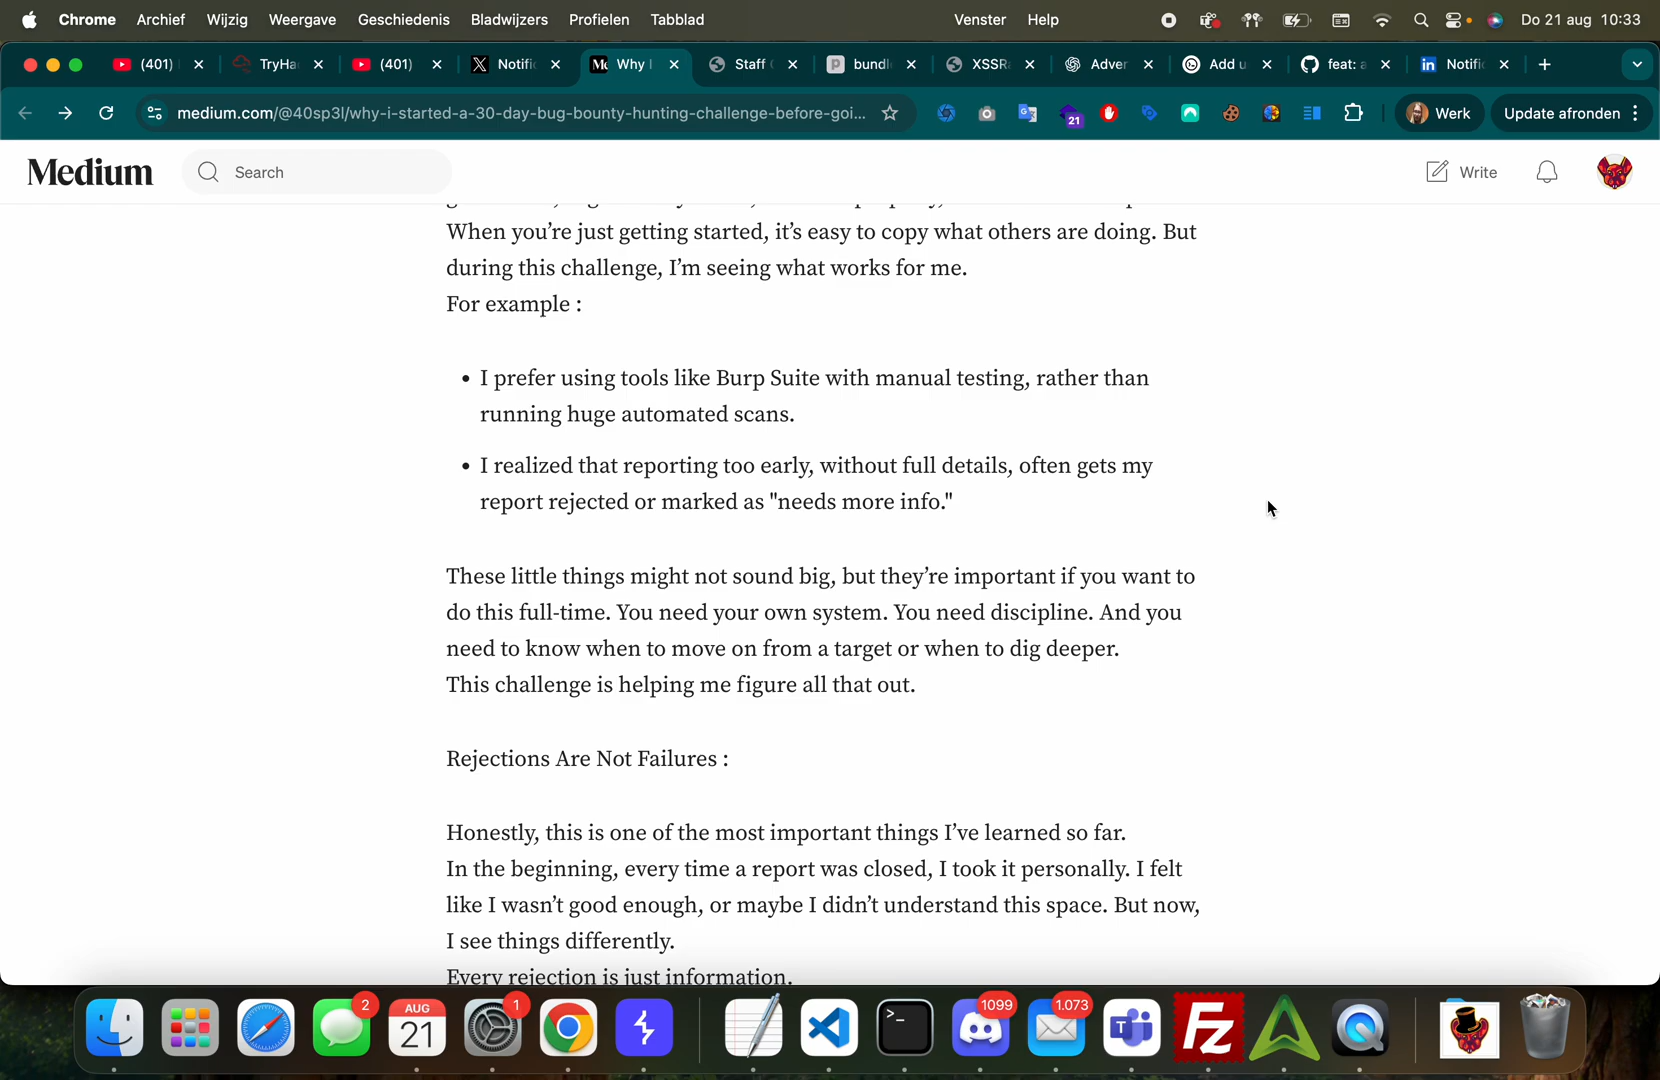 Chrome Archief Wijzig Weergave Geschiedenis Bladwijzers Profielen Tabblad Venster Help Do 21 aug 10:33
(401) TryHa (401) Notific Why I Staff bundl XSSR Adver Add u feat: a Notific
medium.com/@40sp3l/why-i-started-a-30-day-bug-bounty-hunting-challenge-before-goi... 21 Werk Update afronden
Medium Search Write
When you’re just getting started, it’s easy to copy what others are doing. But
during this challenge, I’m seeing what works for me.
For example :
• I prefer using tools like Burp Suite with manual testing, rather than
running huge automated scans.
• I realized that reporting too early, without full details, often gets my
report rejected or marked as "needs more info."
These little things might not sound big, but they’re important if you want to
do this full-time. You need your own system. You need discipline. And you
need to know when to move on from a target or when to dig deeper.
This challenge is helping me figure all that out.
Rejections Are Not Failures :
Honestly, this is one of the most important things I’ve learned so far.
In the beginning, every time a report was closed, I took it personally. I felt
like I wasn’t good enough, or maybe I didn’t understand this space. But now,
I see things differently.
Every rejection is just information.
2 AUG 21 1 1099 1.073 Fz